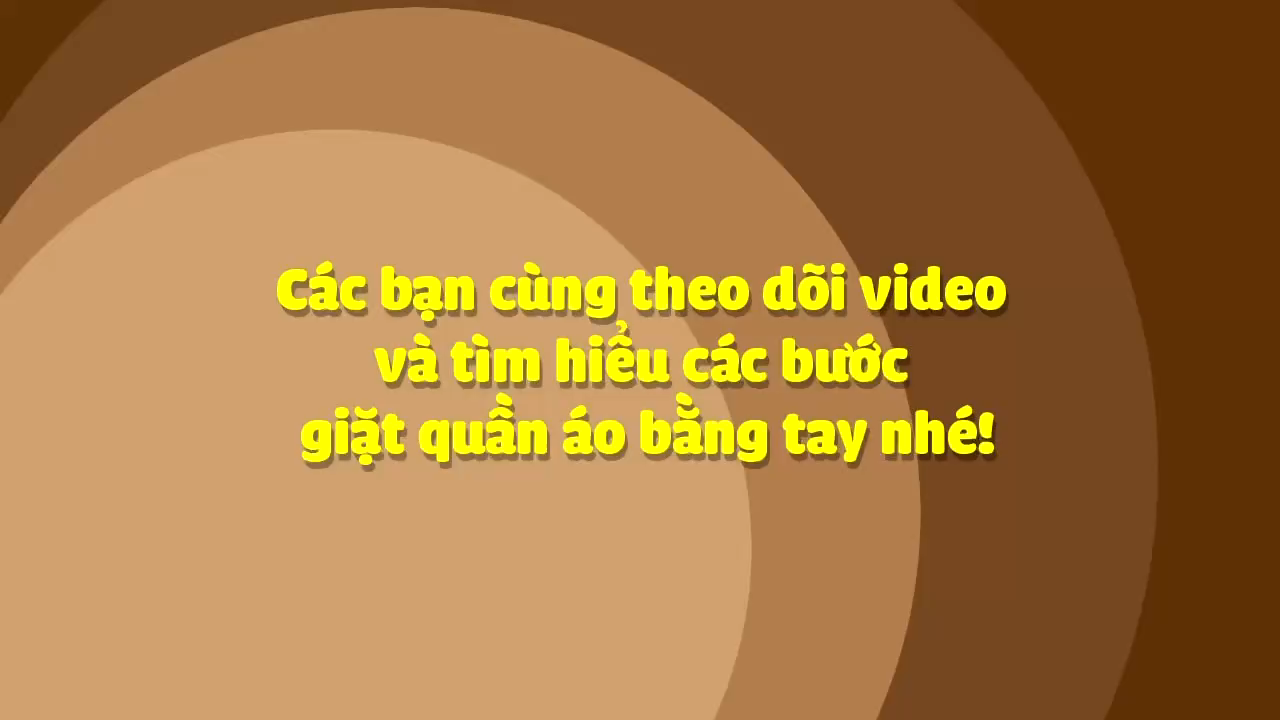 Các bạn cùng theo dõi video
và tìm hiểu các bước
giặt quần áo bằng tay nhé!